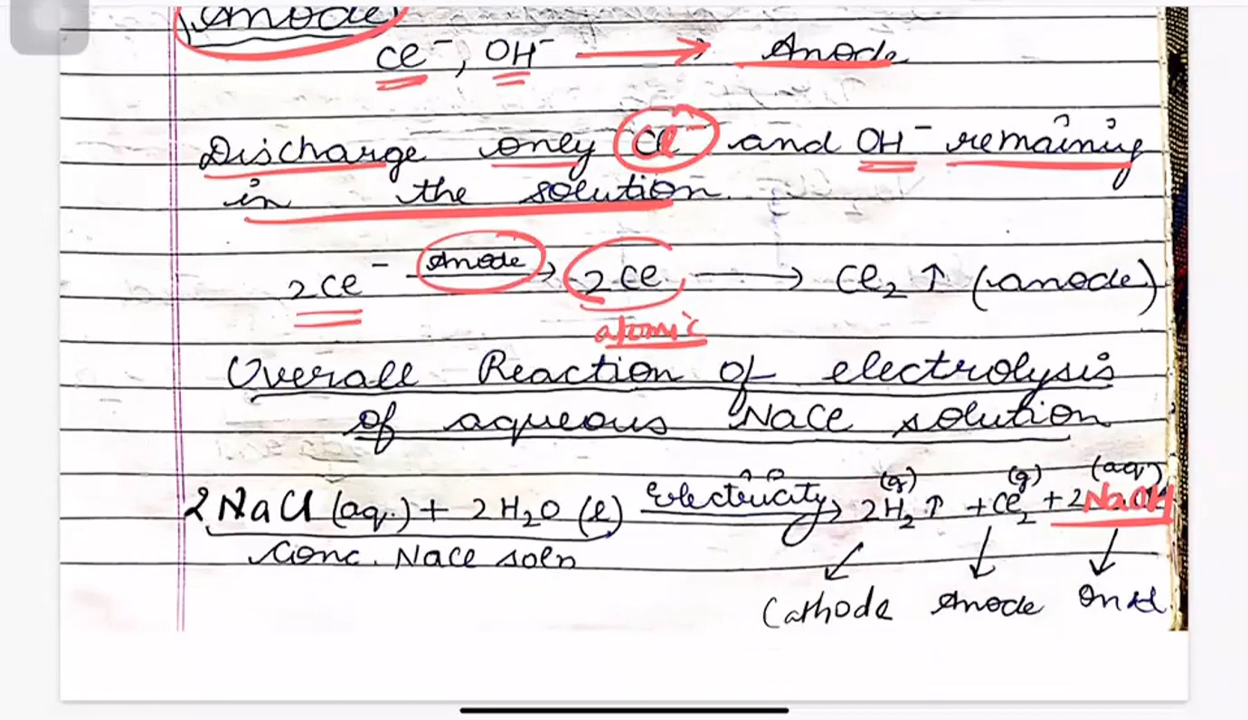 Anode
Cl⁻, OH⁻ → Anode
Discharge only Cl⁻ and OH⁻ remaining
in the solution.
2Cl⁻ —Anode→ 2Cl → Cl₂ ↑ (anode)
atomic
Overall Reaction of electrolysis
of aqueous NaCl solution
2NaCl (aq.) + 2H₂O (l) —Electricity→ 2H₂(g)↑ + Cl₂(g) + 2NaOH(aq)
Conc. NaCl soln
Cathode Anode